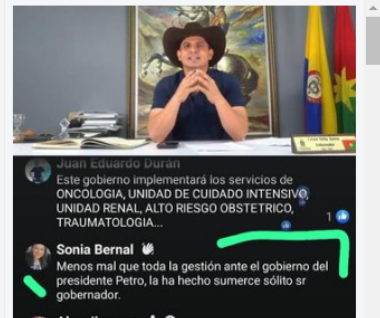 Juan Eduardo Durán
Este gobierno implementará los servicios de
ONCOLOGIA, UNIDAD DE CUIDADO INTENSIVO,
UNIDAD RENAL, ALTO RIESGO OBSTETRICO,
TRAUMATOLOGIA...
1
Sonia Bernal
Menos mal que toda la gestión ante el gobierno del
presidente Petro, la ha hecho sumerce sólito sr
gobernador.